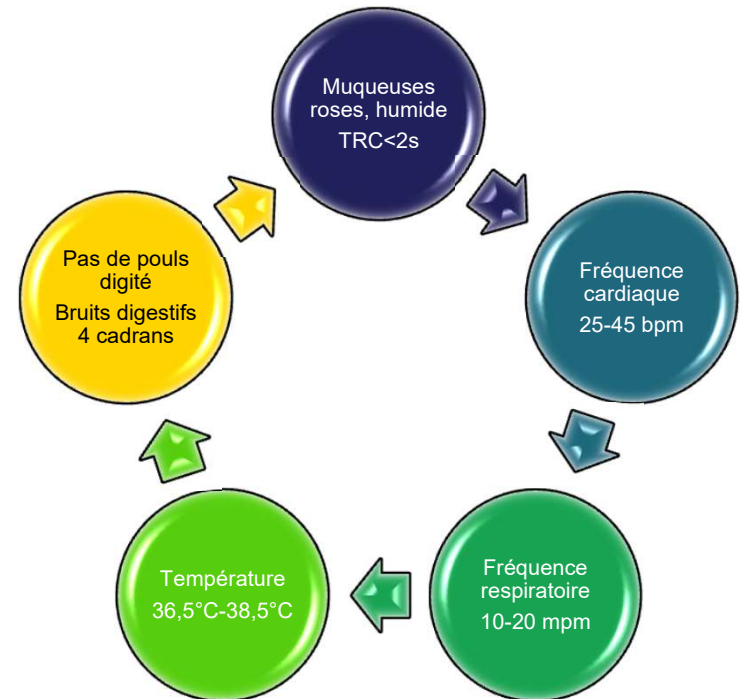 Muqueuses
roses, humide
TRC<2s
Fréquence
cardiaque
25-45 bpm
Fréquence
respiratoire
10-20 mpm
Température
36,5°C-38,5°C
Pas de pouls
digité
Bruits digestifs
4 cadrans